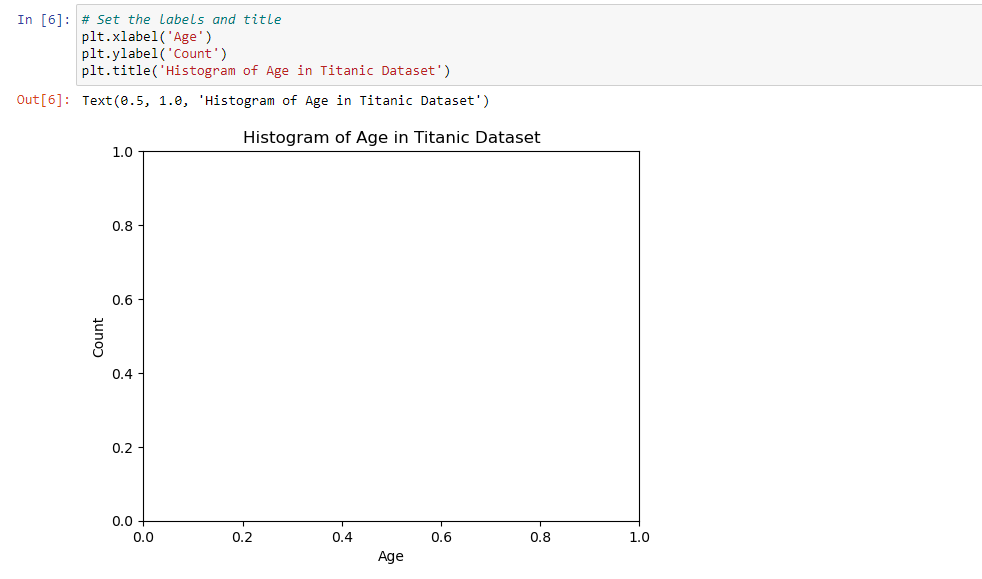 In [6]: # Set the labels and title
plt.xlabel('Age')
plt.ylabel('Count')
plt.title('Histogram of Age in Titanic Dataset')
Out[6]: Text(0.5, 1.0, 'Histogram of Age in Titanic Dataset')
Histogram of Age in Titanic Dataset
1.0
0.8
0.6
0.4
0.2
0.0
Count
0.0 0.2 0.4 0.6 0.8 1.0
Age